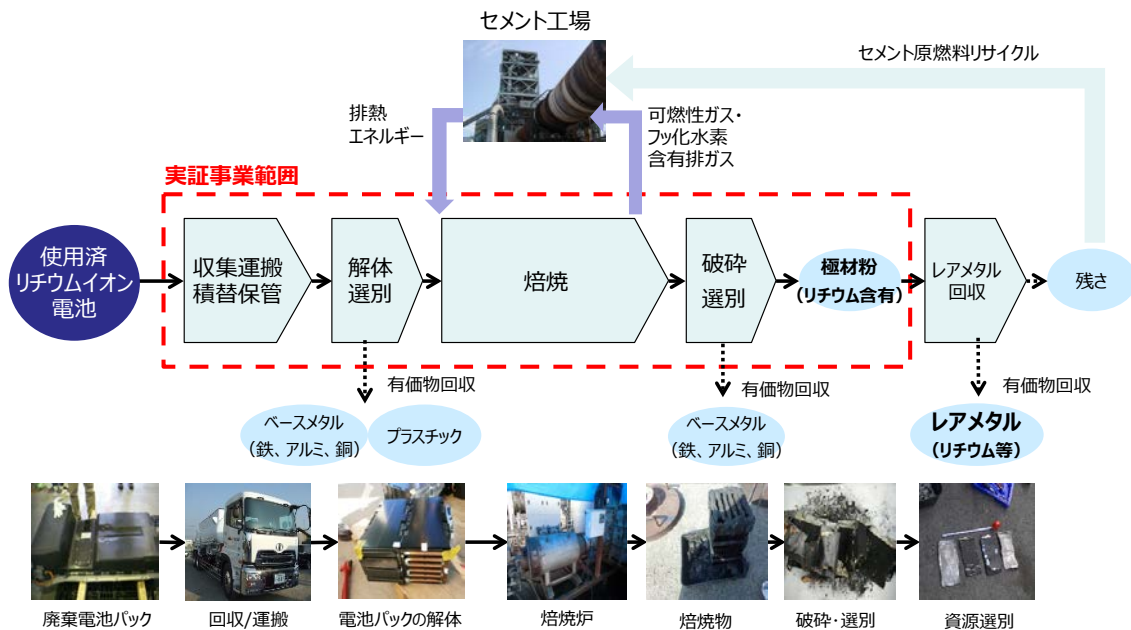 セメント工場
セメント原燃料リサイクル
排熱
エネルギー
可燃性ガス・
フッ化水素
含有排ガス
実証事業範囲
使用済
リチウムイオン
電池
収集運搬
積替保管
解体
選別
焙焼
破砕
選別
極材粉
(リチウム含有)
レアメタル
回収
残さ
有価物回収
有価物回収
有価物回収
ベースメタル
(鉄、アルミ、銅)
プラスチック
ベースメタル
(鉄、アルミ、銅)
レアメタル
(リチウム等)
廃棄電池パック
回収/運搬
電池パックの解体
焙焼炉
焙焼物
破砕・選別
資源選別